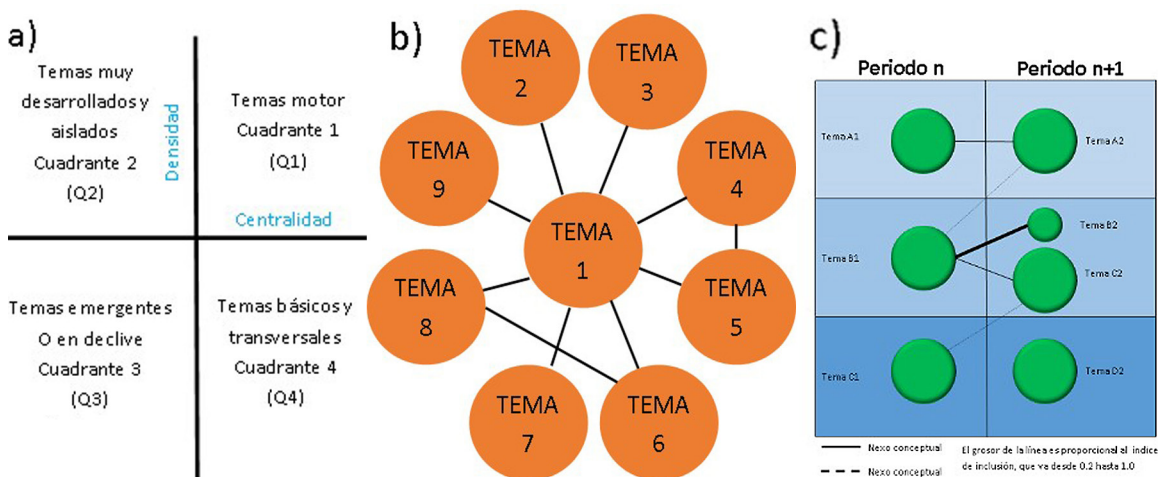 a)
Temas muy
desarrollados y
aislados
Cuadrante 2
(Q2)
Densidad
Temas motor
Cuadrante 1
(Q1)
Centralidad
Temas emergentes
O en declive
Cuadrante 3
(Q3)
Temas básicos y
transversales
Cuadrante 4
(Q4)
b)
TEMA
2
TEMA
3
TEMA
9
TEMA
4
TEMA
1
TEMA
8
TEMA
5
TEMA
7
TEMA
6
c)
Periodo n
Periodo n+1
Tema A1
Tema A2
Tema B1
Tema B2
Tema C2
Tema C1
Tema D2
Nexo conceptual
Nexo conceptual
El grosor de la línea es proporcional al índice
de inclusión, que va desde 0.2 hasta 1.0